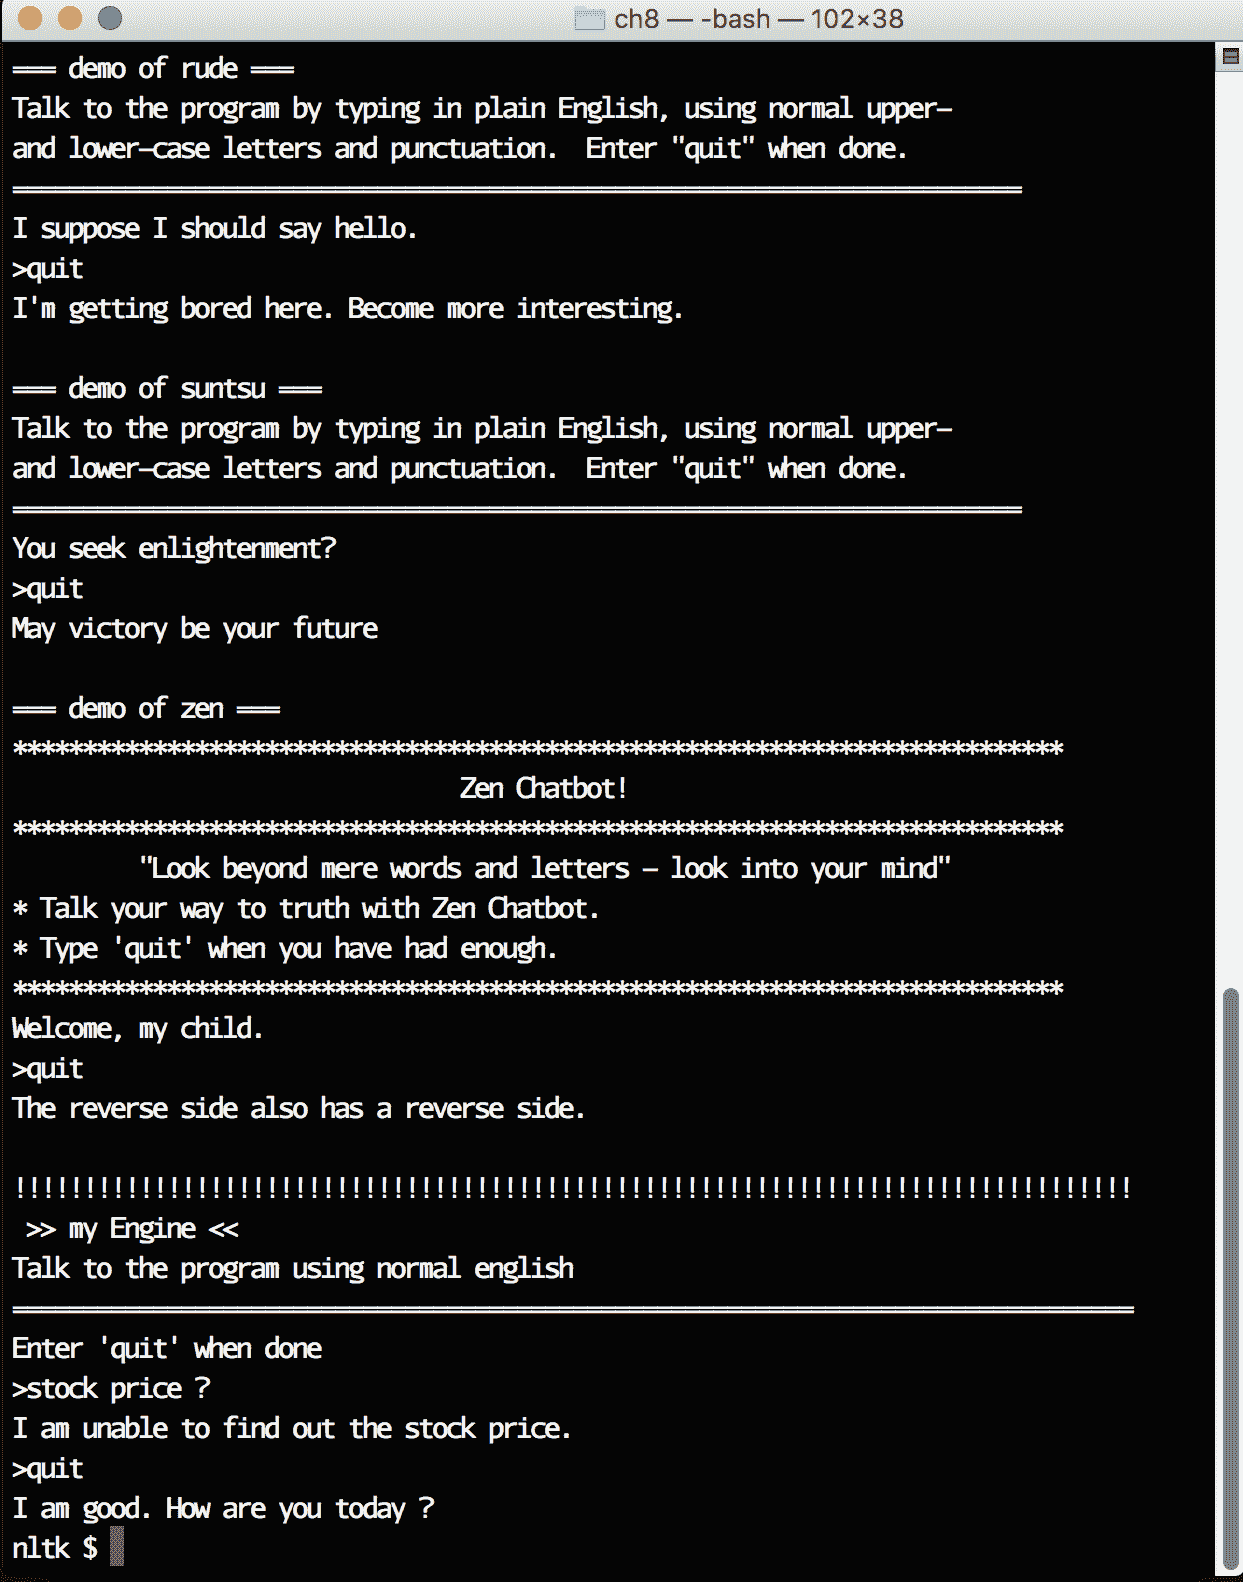 ch8 — -bash — 102×38
=== demo of rude ===
Talk to the program by typing in plain English, using normal upper-
and lower-case letters and punctuation.  Enter "quit" when done.
========================================================================
I suppose I should say hello.
>quit
I'm getting bored here. Become more interesting.

=== demo of suntsu ===
Talk to the program by typing in plain English, using normal upper-
and lower-case letters and punctuation.  Enter "quit" when done.
========================================================================
You seek enlightenment?
>quit
May victory be your future

=== demo of zen ===
***************************************************************************
                                Zen Chatbot!
***************************************************************************
         "Look beyond mere words and letters - look into your mind"
* Talk your way to truth with Zen Chatbot.
* Type 'quit' when you have had enough.
***************************************************************************
Welcome, my child.
>quit
The reverse side also has a reverse side.

!!!!!!!!!!!!!!!!!!!!!!!!!!!!!!!!!!!!!!!!!!!!!!!!!!!!!!!!!!!!!!!!!!!!!!!!!!!!!!!!
 >> my Engine <<
Talk to the program using normal english
================================================================================
Enter 'quit' when done
>stock price ?
I am unable to find out the stock price.
>quit
I am good. How are you today ?
nltk $